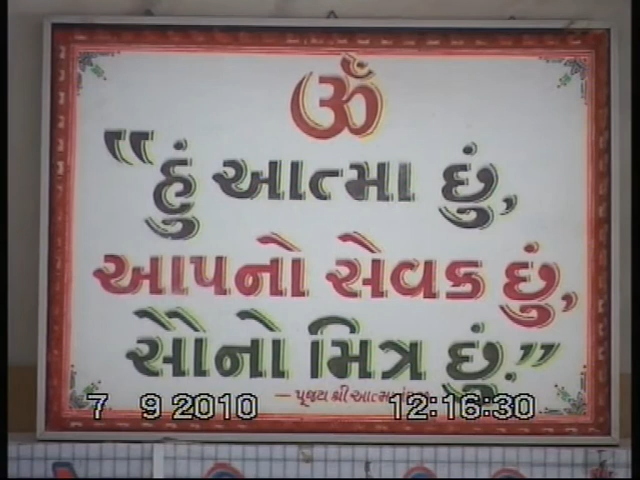 ૐ
“હું આત્મા છું,
આપનો સેવક છું,
સૌનો મિત્ર છું.”
– પૂજ્ય શ્રી
7 9 2010 12:16:30